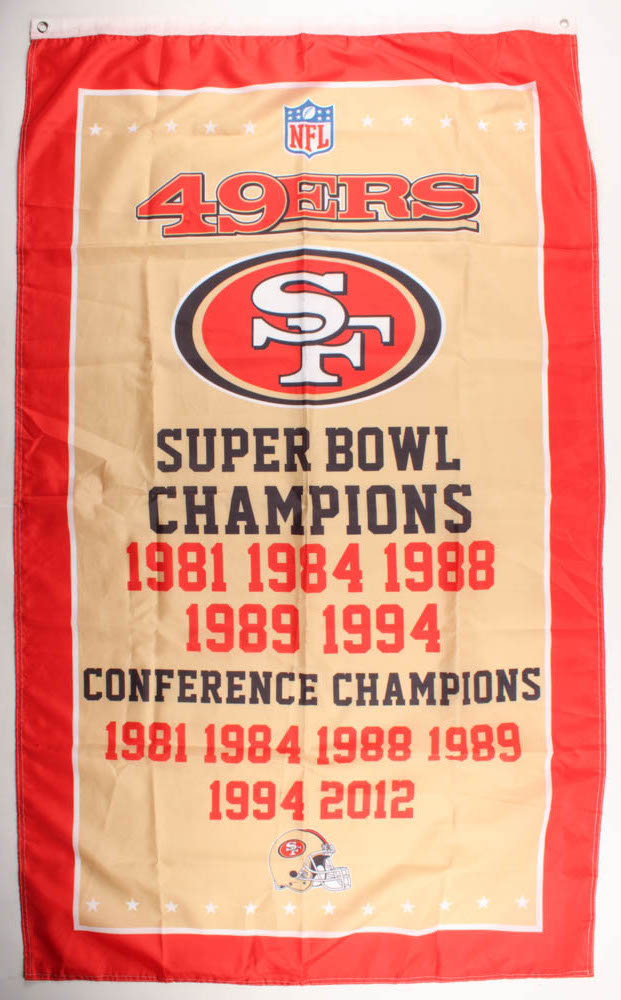 NFL
49ERS
SF
SUPER BOWL
CHAMPIONS
1981 1984 1988
1989 1994
CONFERENCE CHAMPIONS
1981 1984 1988 1989
1994 2012
SF